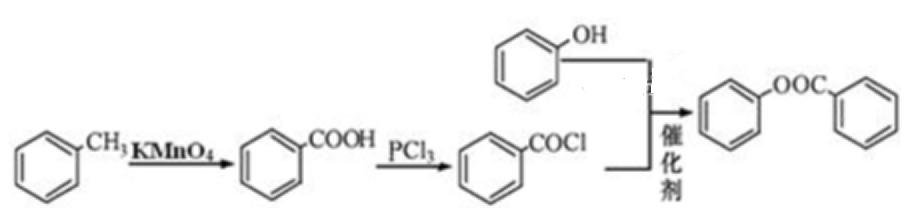 OH
OOC
CH₃ KMnO₄ COOH PCl₃ COCl
催
化
剂